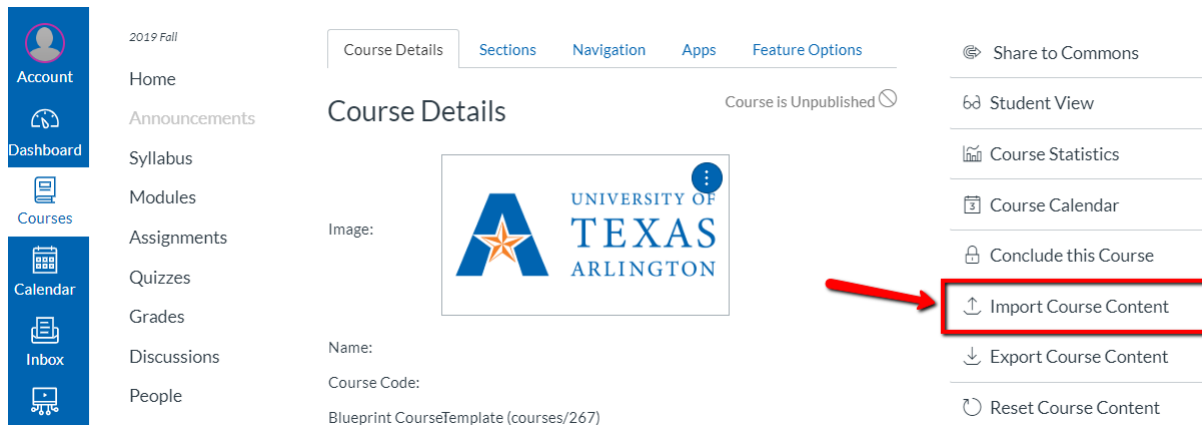 Account
Dashboard
Courses
Calendar
Inbox
2019 Fall
Home
Announcements
Syllabus
Modules
Assignments
Quizzes
Grades
Discussions
People
Course Details
Sections
Navigation
Apps
Feature Options
Course Details
Course is Unpublished
Image:
UNIVERSITY OF
TEXAS
ARLINGTON
Name:
Course Code:
Blueprint CourseTemplate (courses/267)
Share to Commons
Student View
Course Statistics
3 Course Calendar
Conclude this Course
Import Course Content
Export Course Content
Reset Course Content